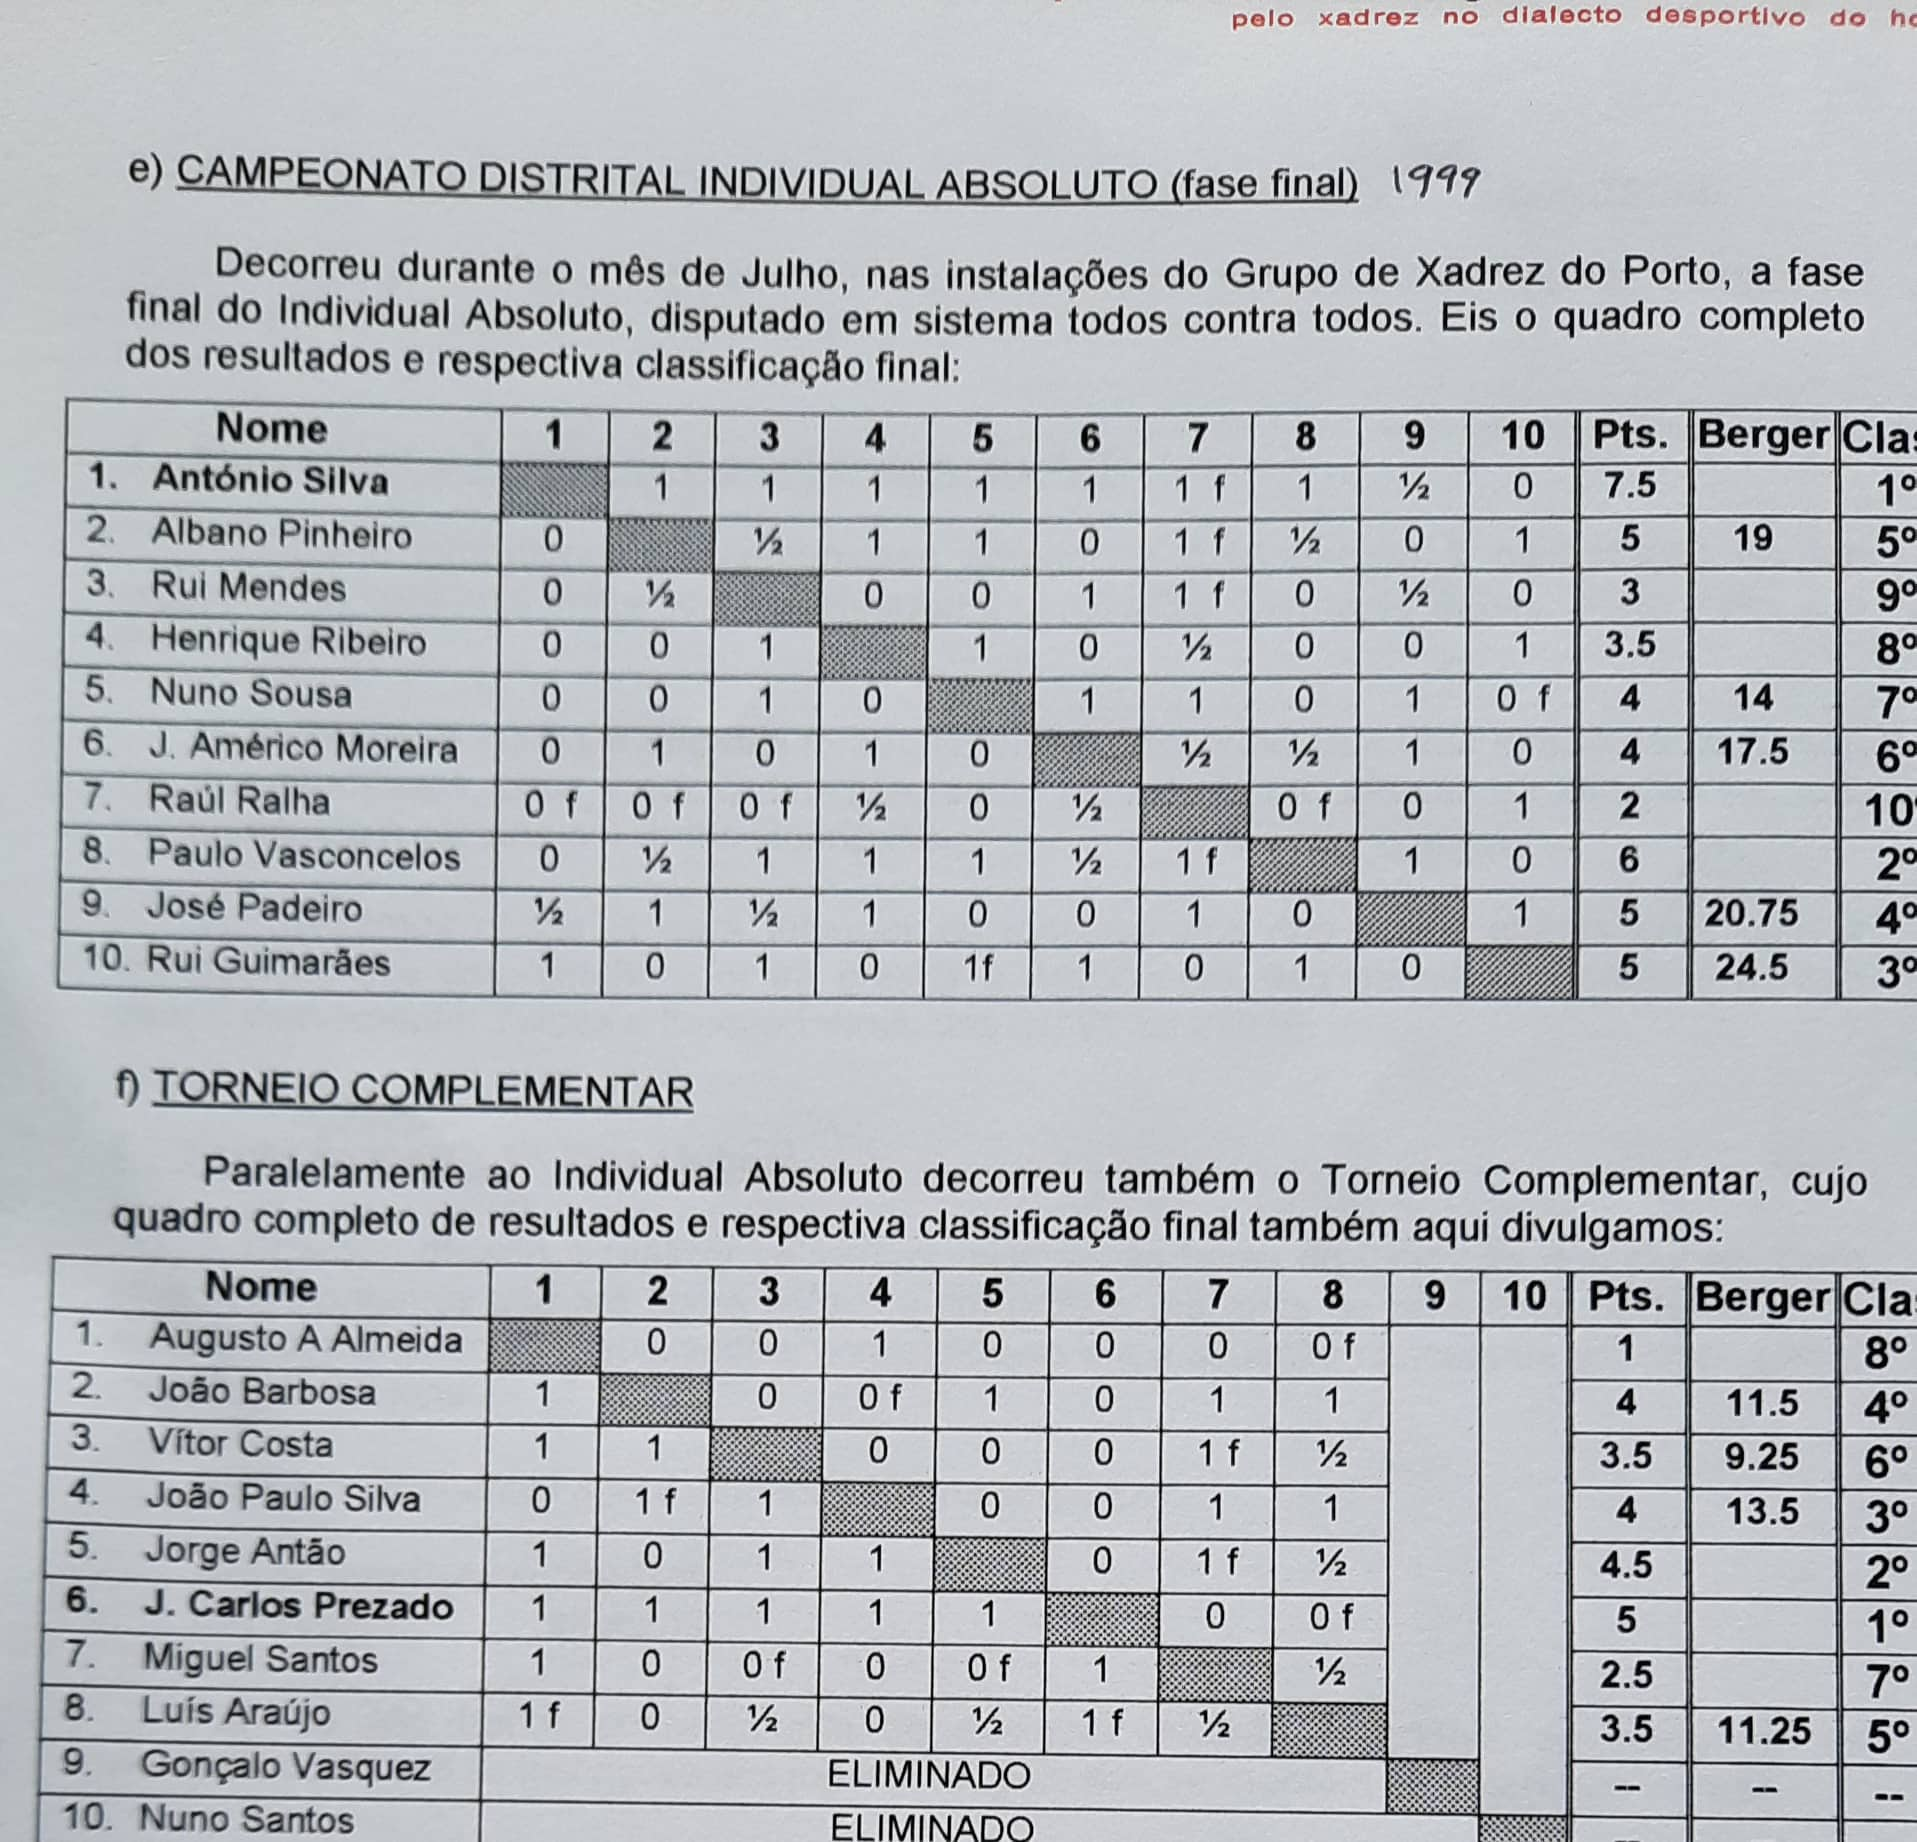 pelo xadrez no dialecto desportivo do
e) CAMPEONATO DISTRITAL INDIVIDUAL ABSOLUTO (fase final) 1999
Decorreu durante o mês de Julho, nas instalações do Grupo de Xadrez do Porto, a fase
final do Individual Absoluto, disputado em sistema todos contra todos. Eis o quadro completo
dos resultados e respectiva classificação final:
Nome 1 2 3 4 5 6 7 8 9 10 Pts. Berger Clas
1. António Silva 1 1 1 1 1 1 f 1 ½ 0 7.5 1º
2. Albano Pinheiro 0 ½ 1 1 0 1 f ½ 0 1 5 19 5º
3. Rui Mendes 0 ½ 0 0 1 1 f 0 ½ 0 3 9º
4. Henrique Ribeiro 0 0 1 1 0 ½ 0 0 1 3.5 8º
5. Nuno Sousa 0 0 1 0 1 1 0 1 0 f 4 14 7º
6. J. Américo Moreira 0 1 0 1 0 ½ ½ 1 0 4 17.5 6º
7. Raúl Ralha 0 f 0 f 0 f ½ 0 ½ 0 f 0 1 2 10º
8. Paulo Vasconcelos 0 ½ 1 1 1 ½ 1 f 1 0 6 2º
9. José Padeiro ½ 1 ½ 1 0 0 1 0 1 5 20.75 4º
10. Rui Guimarães 1 0 1 0 1f 1 0 1 0 5 24.5 3º
f) TORNEIO COMPLEMENTAR
Paralelamente ao Individual Absoluto decorreu também o Torneio Complementar, cujo
quadro completo de resultados e respectiva classificação final também aqui divulgamos:
Nome 1 2 3 4 5 6 7 8 9 10 Pts. Berger Cla
1. Augusto A Almeida 0 0 1 0 0 0 0 f 1 8º
2. João Barbosa 1 0 0 f 1 0 1 1 4 11.5 4º
3. Vítor Costa 1 1 0 0 0 1 f ½ 3.5 9.25 6º
4. João Paulo Silva 0 1 f 1 0 0 1 1 4 13.5 3º
5. Jorge Antão 1 0 1 1 0 1 f ½ 4.5 2º
6. J. Carlos Prezado 1 1 1 1 1 0 0 f 5 1º
7. Miguel Santos 1 0 0 f 0 0 f 1 ½ 2.5 7º
8. Luís Araújo 1 f 0 ½ 0 ½ 1 f ½ 3.5 11.25 5º
9. Gonçalo Vasquez ELIMINADO -- -- --
10. Nuno Santos ELIMINADO